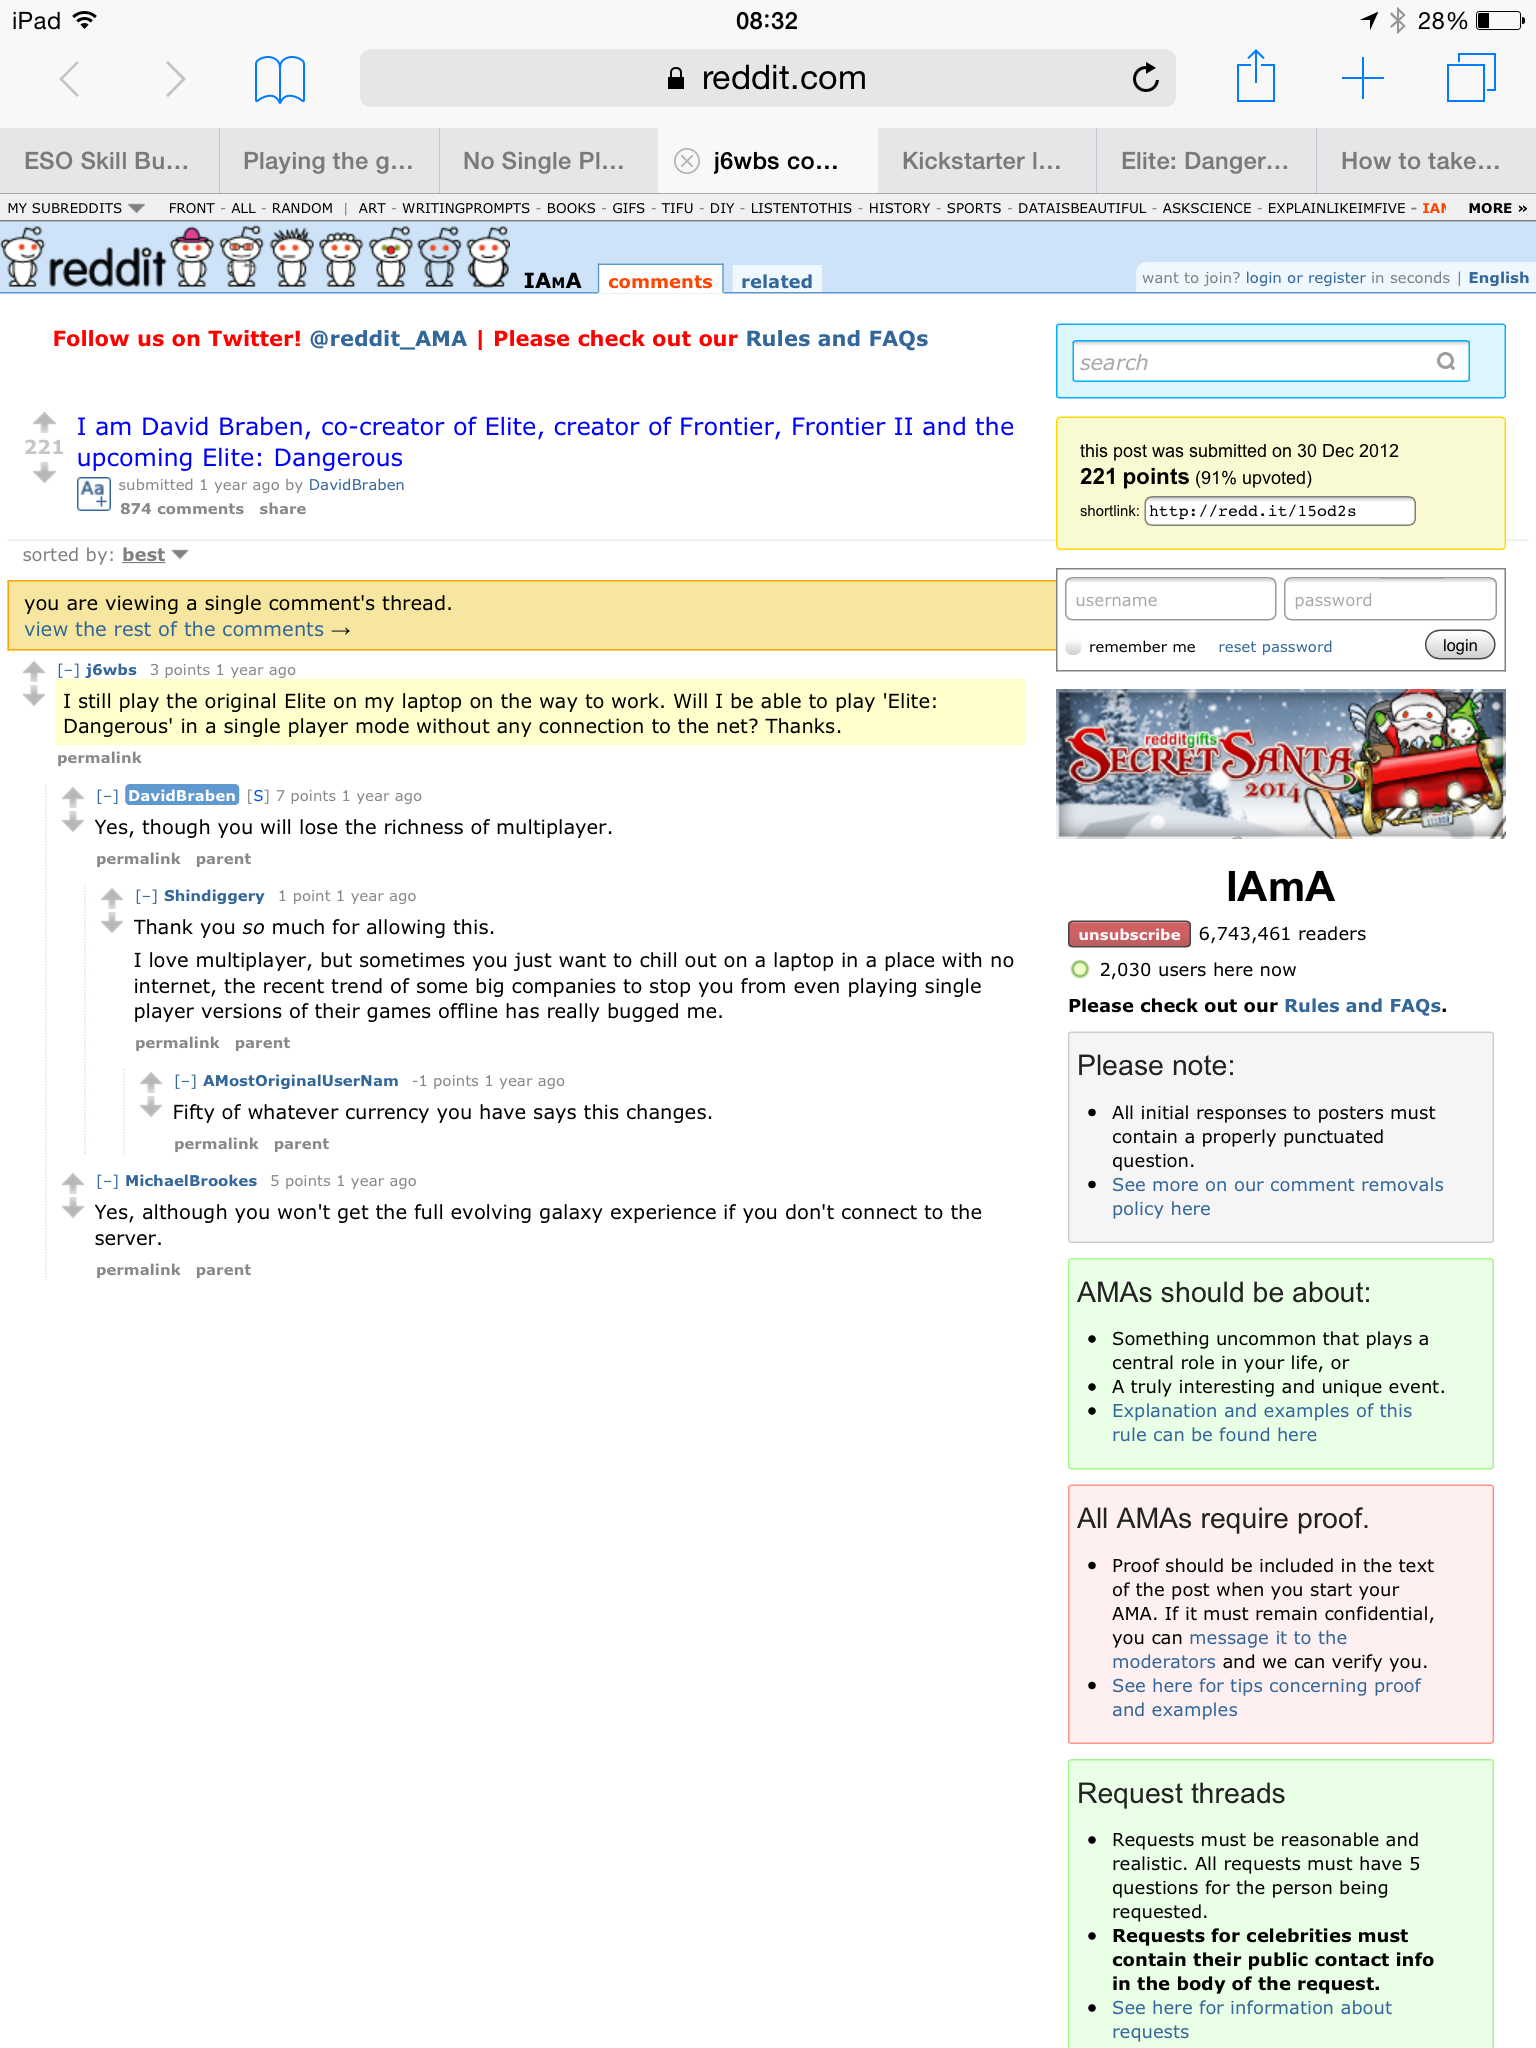 iPad 08:32 28%
reddit.com
ESO Skill Bu... Playing the g... No Single Pl... j6wbs co... Kickstarter I... Elite: Danger... How to take...
MY SUBREDDITS FRONT - ALL - RANDOM | ART - WRITINGPROMPTS - BOOKS - GIFS - TIFU - DIY - LISTENTOTHIS - HISTORY - SPORTS - DATAISBEAUTIFUL - ASKSCIENCE - EXPLAINLIKEIMFIVE - IAM MORE »
reddit IAMA comments related
want to join? login or register in seconds | English
Follow us on Twitter! @reddit_AMA | Please check out our Rules and FAQs
221
I am David Braben, co-creator of Elite, creator of Frontier, Frontier II and the
upcoming Elite: Dangerous
Aa+
submitted 1 year ago by DavidBraben
874 comments share
sorted by: best
you are viewing a single comment's thread.
view the rest of the comments →
[–] j6wbs 3 points 1 year ago
I still play the original Elite on my laptop on the way to work. Will I be able to play 'Elite:
Dangerous' in a single player mode without any connection to the net? Thanks.
permalink
[–] DavidBraben [S] 7 points 1 year ago
Yes, though you will lose the richness of multiplayer.
permalink parent
[–] Shindiggery 1 point 1 year ago
Thank you so much for allowing this.
I love multiplayer, but sometimes you just want to chill out on a laptop in a place with no
internet, the recent trend of some big companies to stop you from even playing single
player versions of their games offline has really bugged me.
permalink parent
[–] AMostOriginalUserNam -1 points 1 year ago
Fifty of whatever currency you have says this changes.
permalink parent
[–] MichaelBrookes 5 points 1 year ago
Yes, although you won't get the full evolving galaxy experience if you don't connect to the
server.
permalink parent
search
this post was submitted on 30 Dec 2012
221 points (91% upvoted)
shortlink: http://redd.it/15od2s
username password
remember me reset password login
redditgifts
SECRET SANTA
2014
IAmA
unsubscribe 6,743,461 readers
2,030 users here now
Please check out our Rules and FAQs.
Please note:
• All initial responses to posters must
contain a properly punctuated
question.
• See more on our comment removals
policy here
AMAs should be about:
• Something uncommon that plays a
central role in your life, or
• A truly interesting and unique event.
• Explanation and examples of this
rule can be found here
All AMAs require proof.
• Proof should be included in the text
of the post when you start your
AMA. If it must remain confidential,
you can message it to the
moderators and we can verify you.
• See here for tips concerning proof
and examples
Request threads
• Requests must be reasonable and
realistic. All requests must have 5
questions for the person being
requested.
• Requests for celebrities must
contain their public contact info
in the body of the request.
• See here for information about
requests